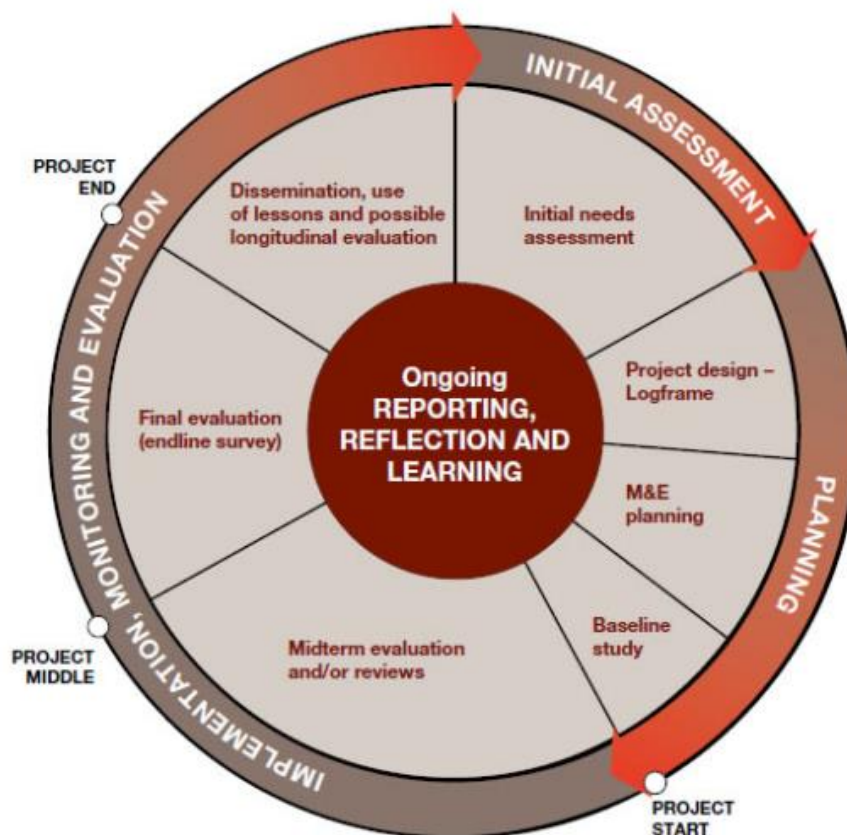 INITIAL ASSESSMENT
PROJECT
END
Dissemination, use
of lessons and possible
longitudinal evaluation
Initial needs
assessment
Ongoing
REPORTING,
REFLECTION AND
LEARNING
Project design –
Logframe
Final evaluation
(endline survey)
M&E
planning
PLANNING
Baseline
study
Midterm evaluation
and/or reviews
PROJECT
MIDDLE
IMPLEMENTATION, MONITORING AND EVALUATION
PROJECT
START